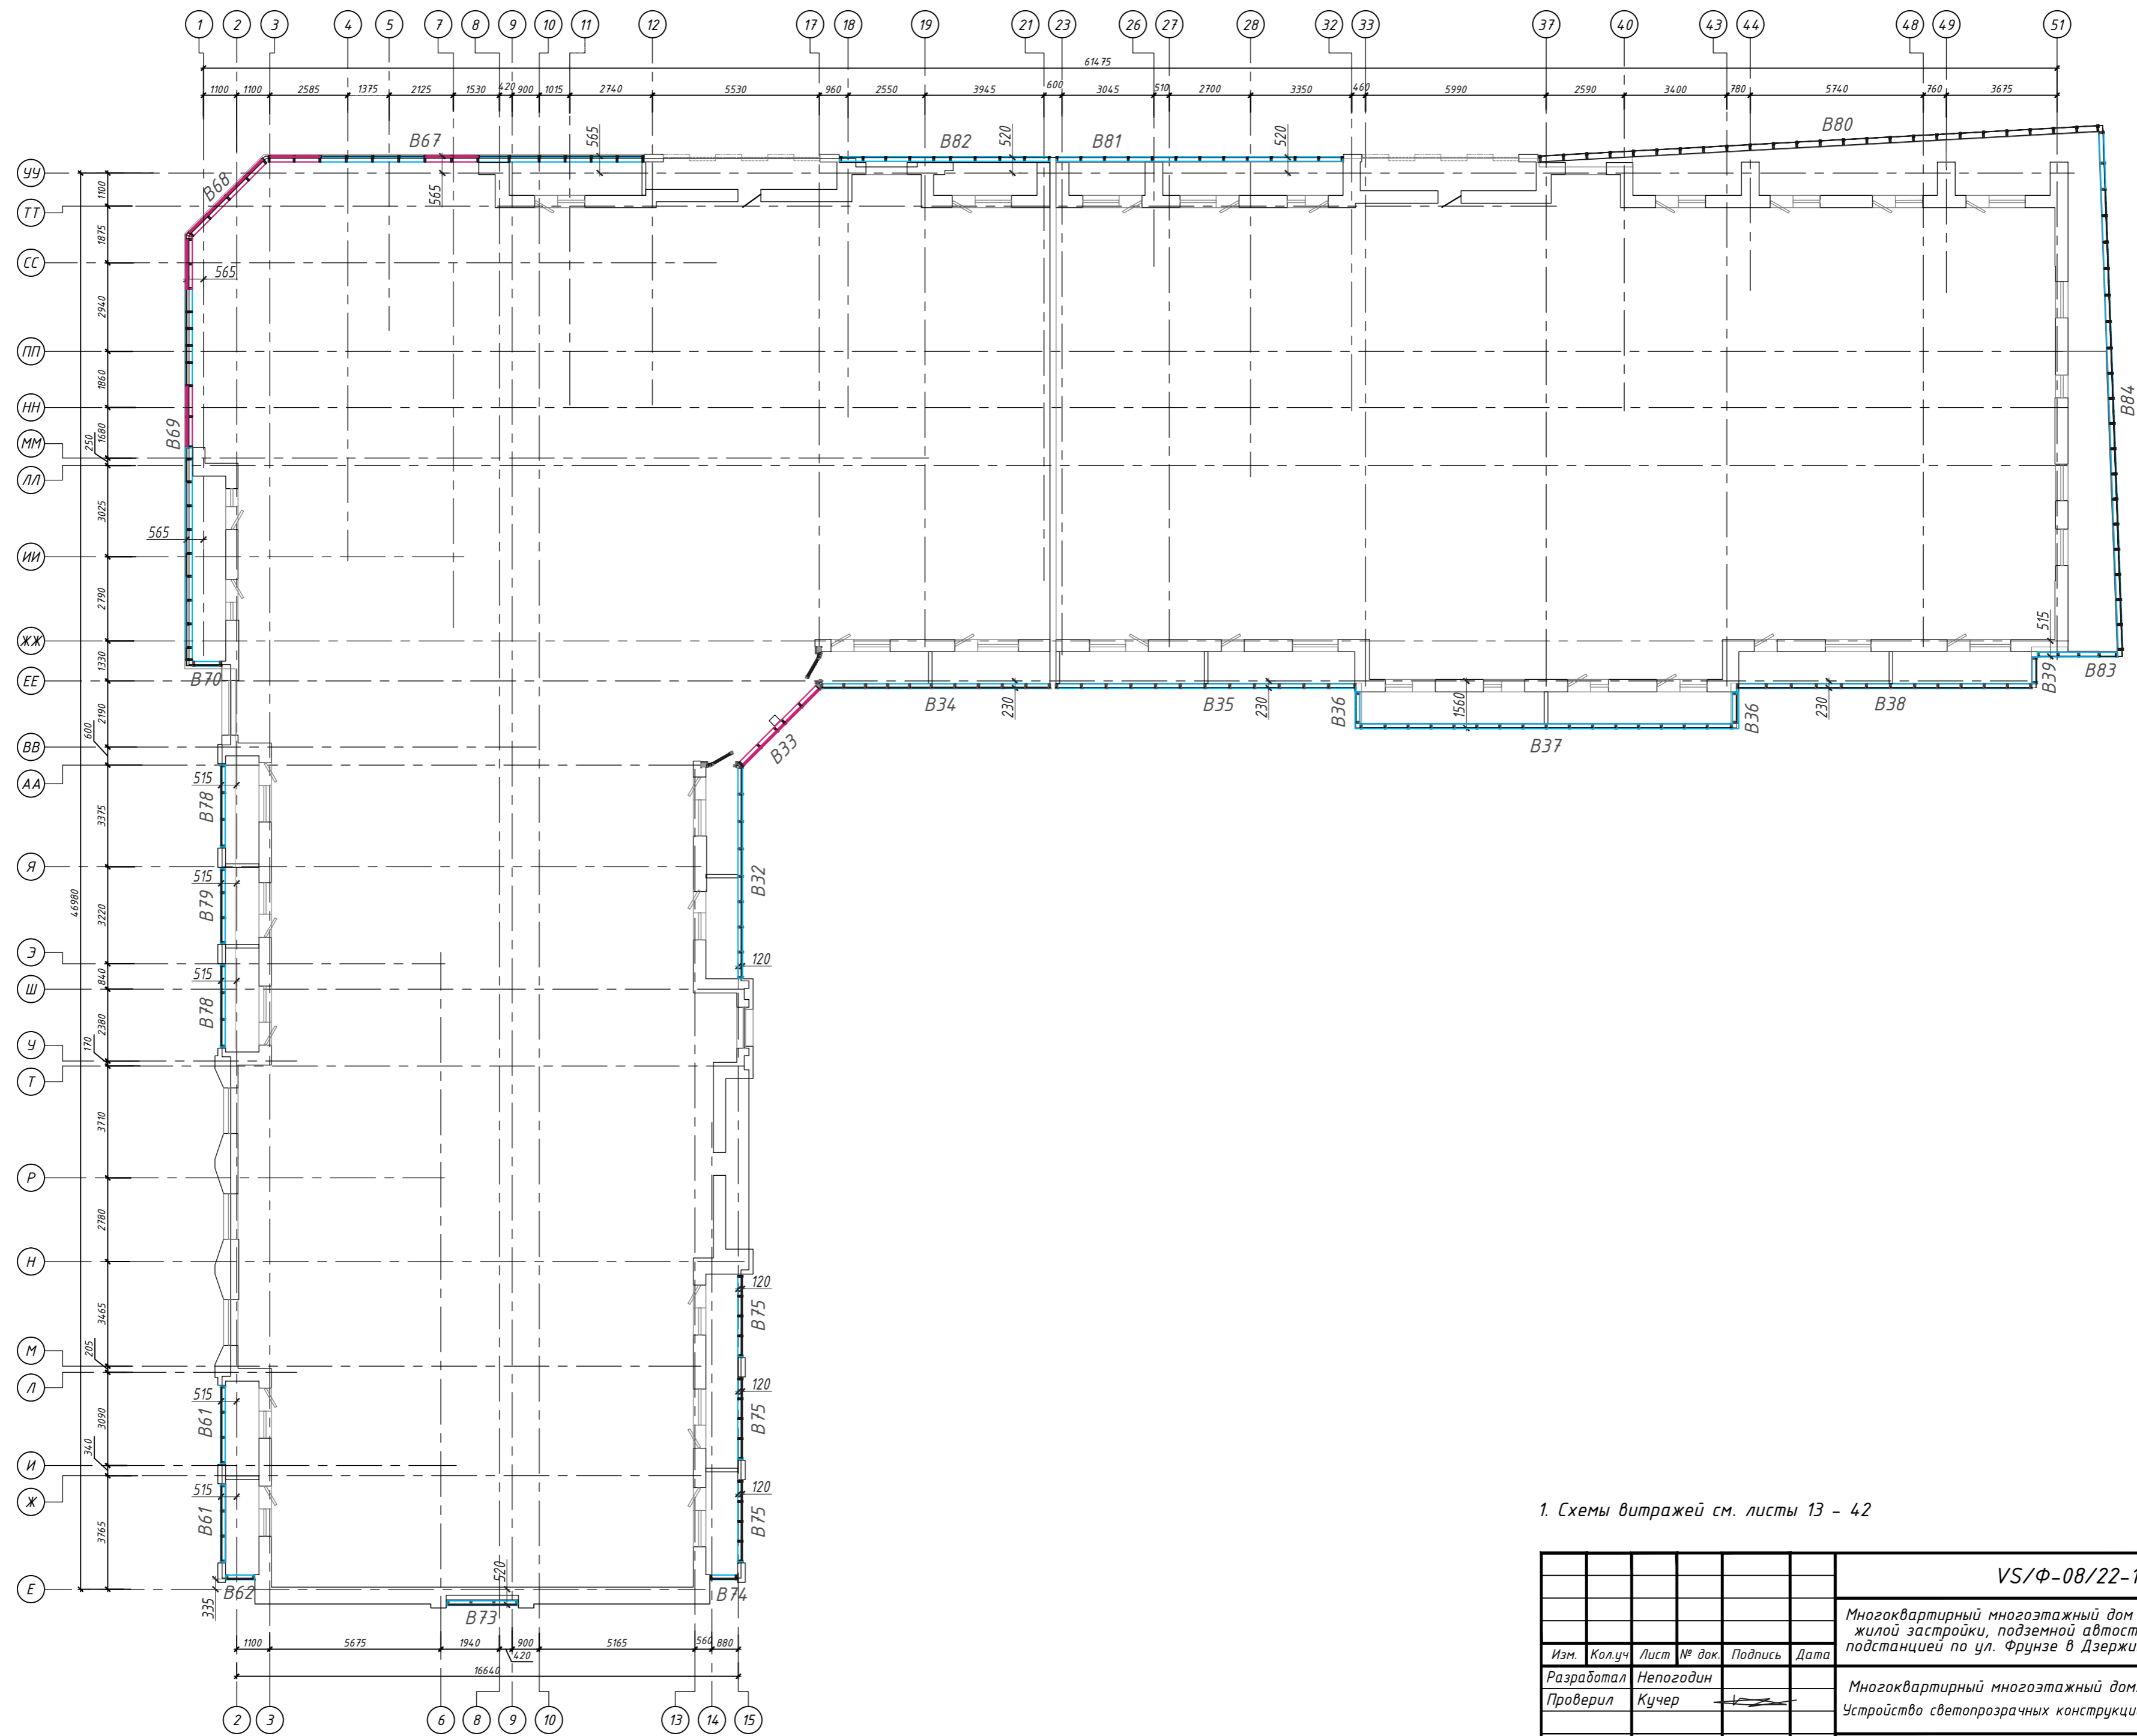 1 2 3 4 5 7 8 9 10 11 12 17 18 19 21 23 26 27 28 32 33 37 40 43 44 48 49 51
61475
1100 1100 2585 1375 2125 1530 420 900 1015 2740 5530 960 2550 3945 600 3045 510 2700 3350 460 5990 2590 3400 780 5740 760 3675
В67 565 В82 520 В81 520 В80
УУ
В68
565
1100
ТТ
1875
СС
565
2940
ПП
1860
НН
В84
В69
1680
250
ММ
ЛЛ
3025
565
ИИ
2790
515
ЖЖ
1330
ЕЕ
В70
В39 В83
В34 230 В35 230 В36 1560 В36 230 В38
2190
600
ВВ
В33
В37
АА
515
В78
3375
Я
515
В32
В79
46980
3220
Э
120
840
515
Ш
В78
2380
170
У
Т
3710
Р
2780
Н
120
В75
3465
М
205
Л
120
515
В61
В75
3090
340
И
Ж
515
120
В61
В75
3765
1. Схемы витражей см. листы 13 - 42
Е
335
В62
520
В73
В74
1100 5675 1940 420 900 5165 560 880
16640
2 3 6 8 9 10 13 14 15
VS/Ф-08/22-1
Многоквартирный многоэтажный дом
жилой застройки, подземной автост
подстанцией по ул. Фрунзе в Дзержи
Изм. Кол.уч Лист № док. Подпись Дата
Разработал Непогодин
Проверил Кучер
Многоквартирный многоэтажный дом.
Устройство светопрозрачных конструкци